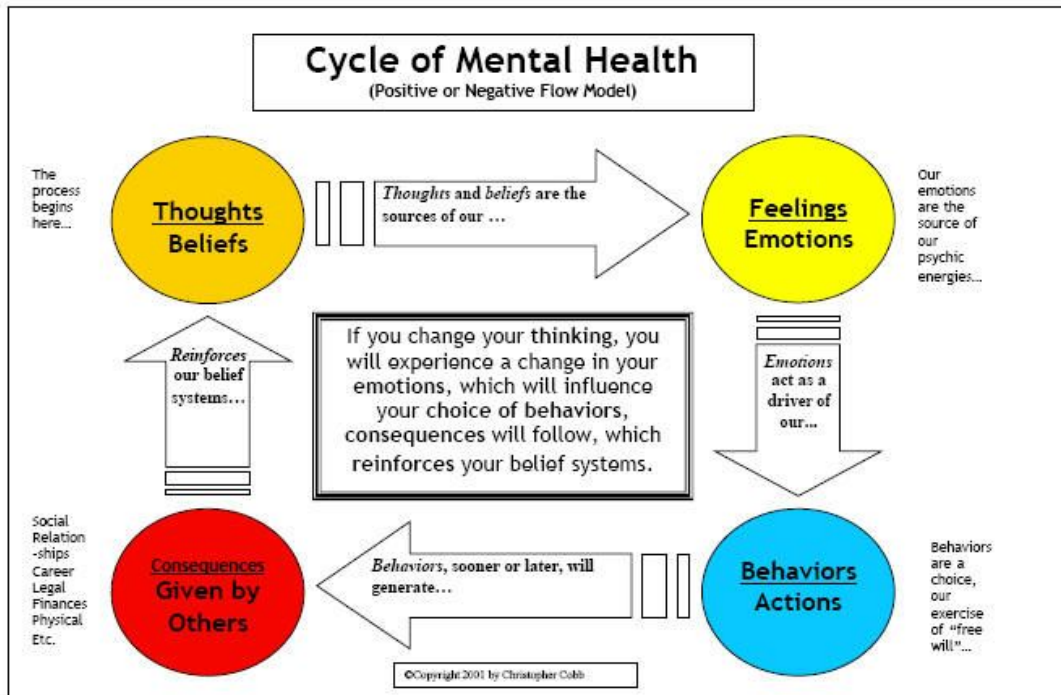 Cycle of Mental Health
(Positive or Negative Flow Model)
The
process
begins
here...
Thoughts
Beliefs
Thoughts and beliefs are the
sources of our ...
Feelings
Emotions
Our
emotions
are the
source of
our
psychic
energies...
Reinforces
our belief
systems...
If you change your thinking, you
will experience a change in your
emotions, which will influence
your choice of behaviors,
consequences will follow, which
reinforces your belief systems.
Emotions
act as a
driver of
our...
Social
Relation
-ships
Career
Legal
Finances
Physical
Etc.
Consequences
Given by
Others
Behaviors, sooner or later, will
generate...
Behaviors
Actions
Behaviors
are a
choice,
our
exercise
of "free
will"...
©Copyright 2001 by Christopher Cobb